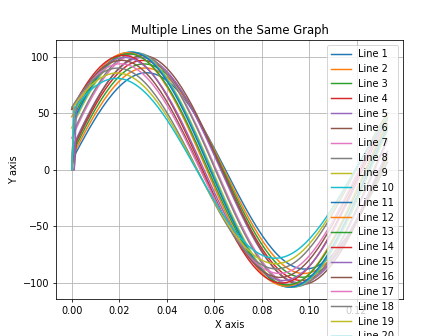 Multiple Lines on the Same Graph
Y axis
100
50
0
−50
−100
0.00
0.02
0.04
0.06
0.08
0.10
X axis
Line 1
Line 2
Line 3
Line 4
Line 5
Line 6
Line 7
Line 8
Line 9
Line 10
Line 11
Line 12
Line 13
Line 14
Line 15
Line 16
Line 17
Line 18
Line 19
Line 20